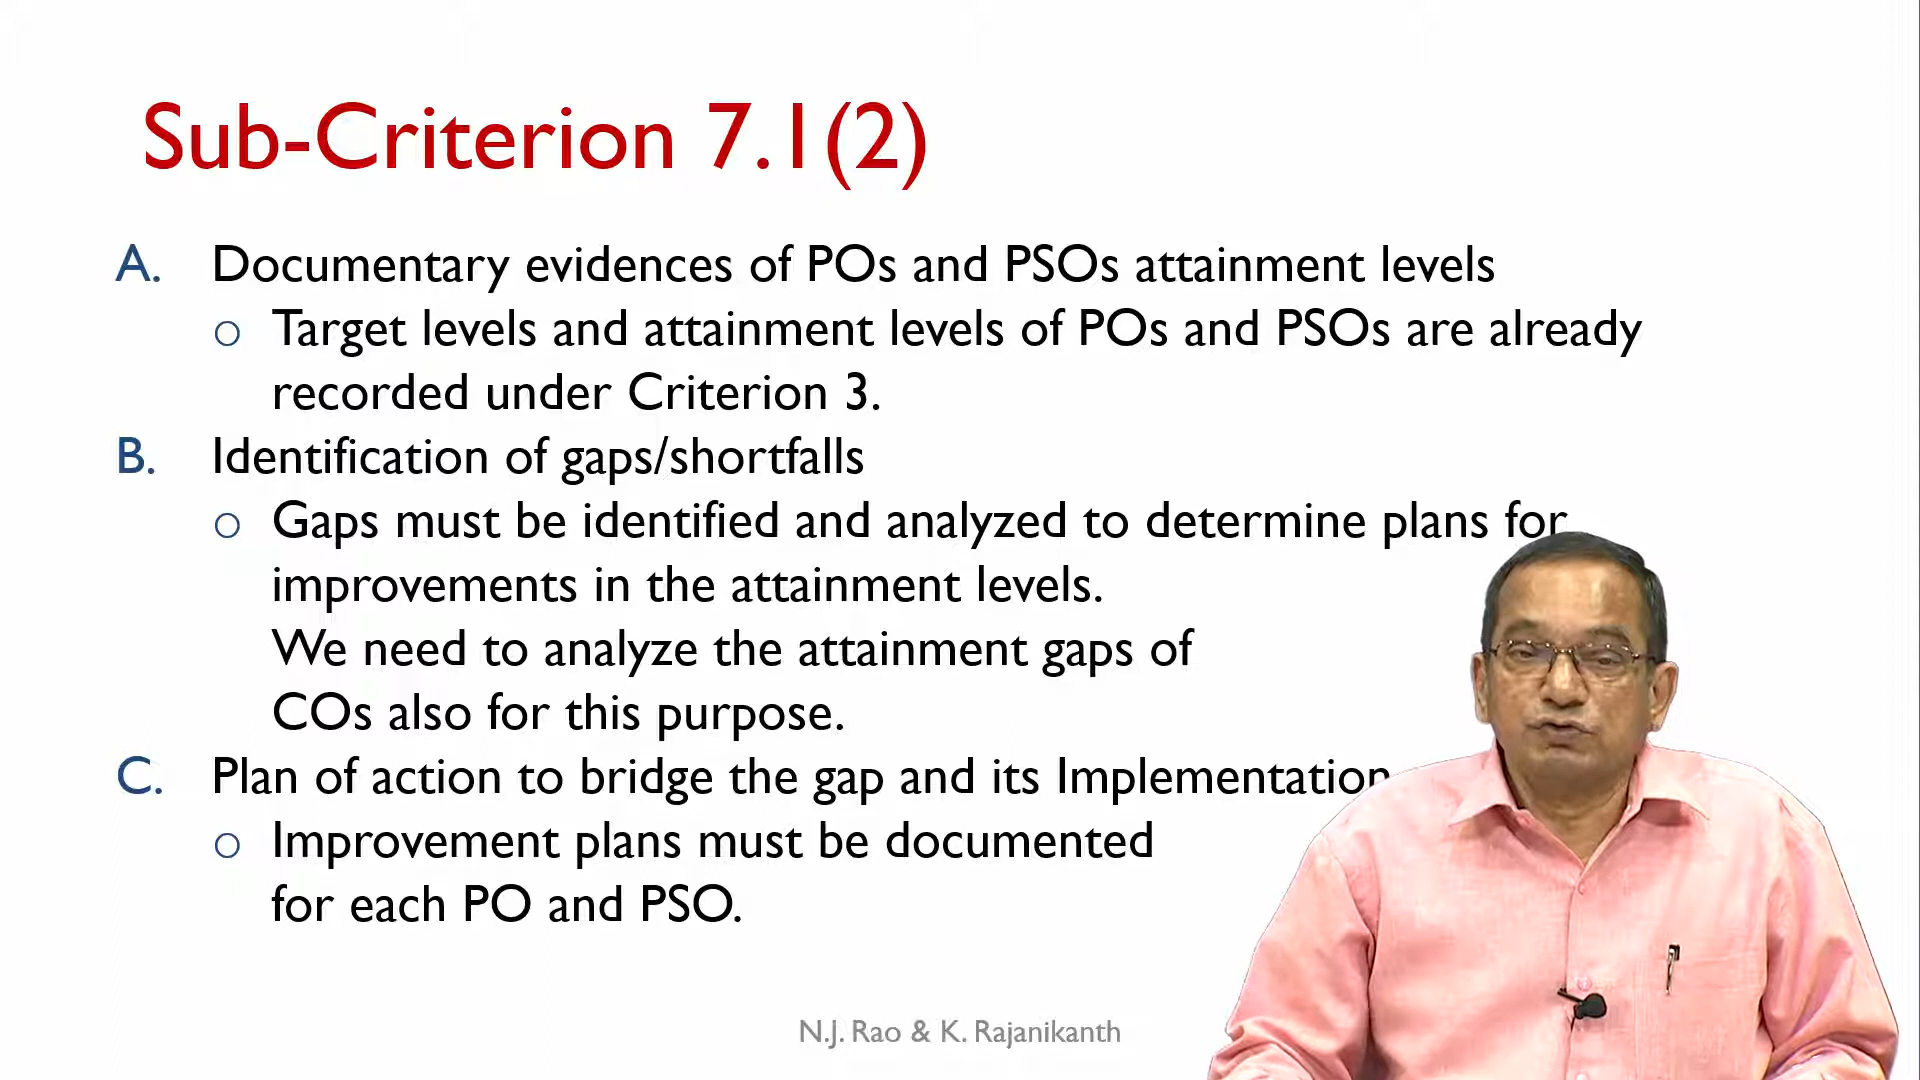 Sub-Criterion 7.1(2)
A. Documentary evidences of POs and PSOs attainment levels
o Target levels and attainment levels of POs and PSOs are already
recorded under Criterion 3.
B. Identification of gaps/shortfalls
o Gaps must be identified and analyzed to determine plans for
improvements in the attainment levels.
We need to analyze the attainment gaps of
COs also for this purpose.
C. Plan of action to bridge the gap and its Implementation
o Improvement plans must be documented
for each PO and PSO.
N.J. Rao & K. Rajanikanth